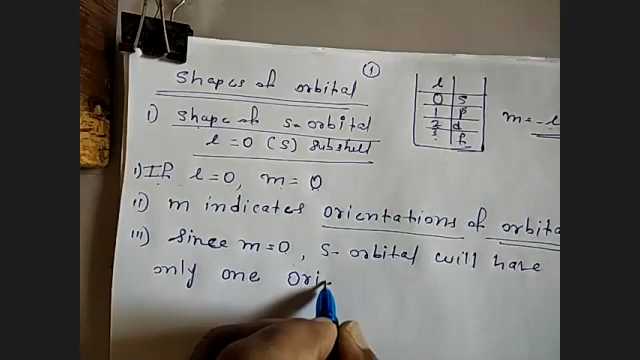 ①
Shapes of orbital
l
0 s
1 p
2 d
3 f
m = -l
i) Shape of s-orbital
l = 0 (s) subshell
i) If l = 0, m = 0
ii) m indicates orientations of orbita
iii) Since m = 0, s-orbital will have
only one Ori